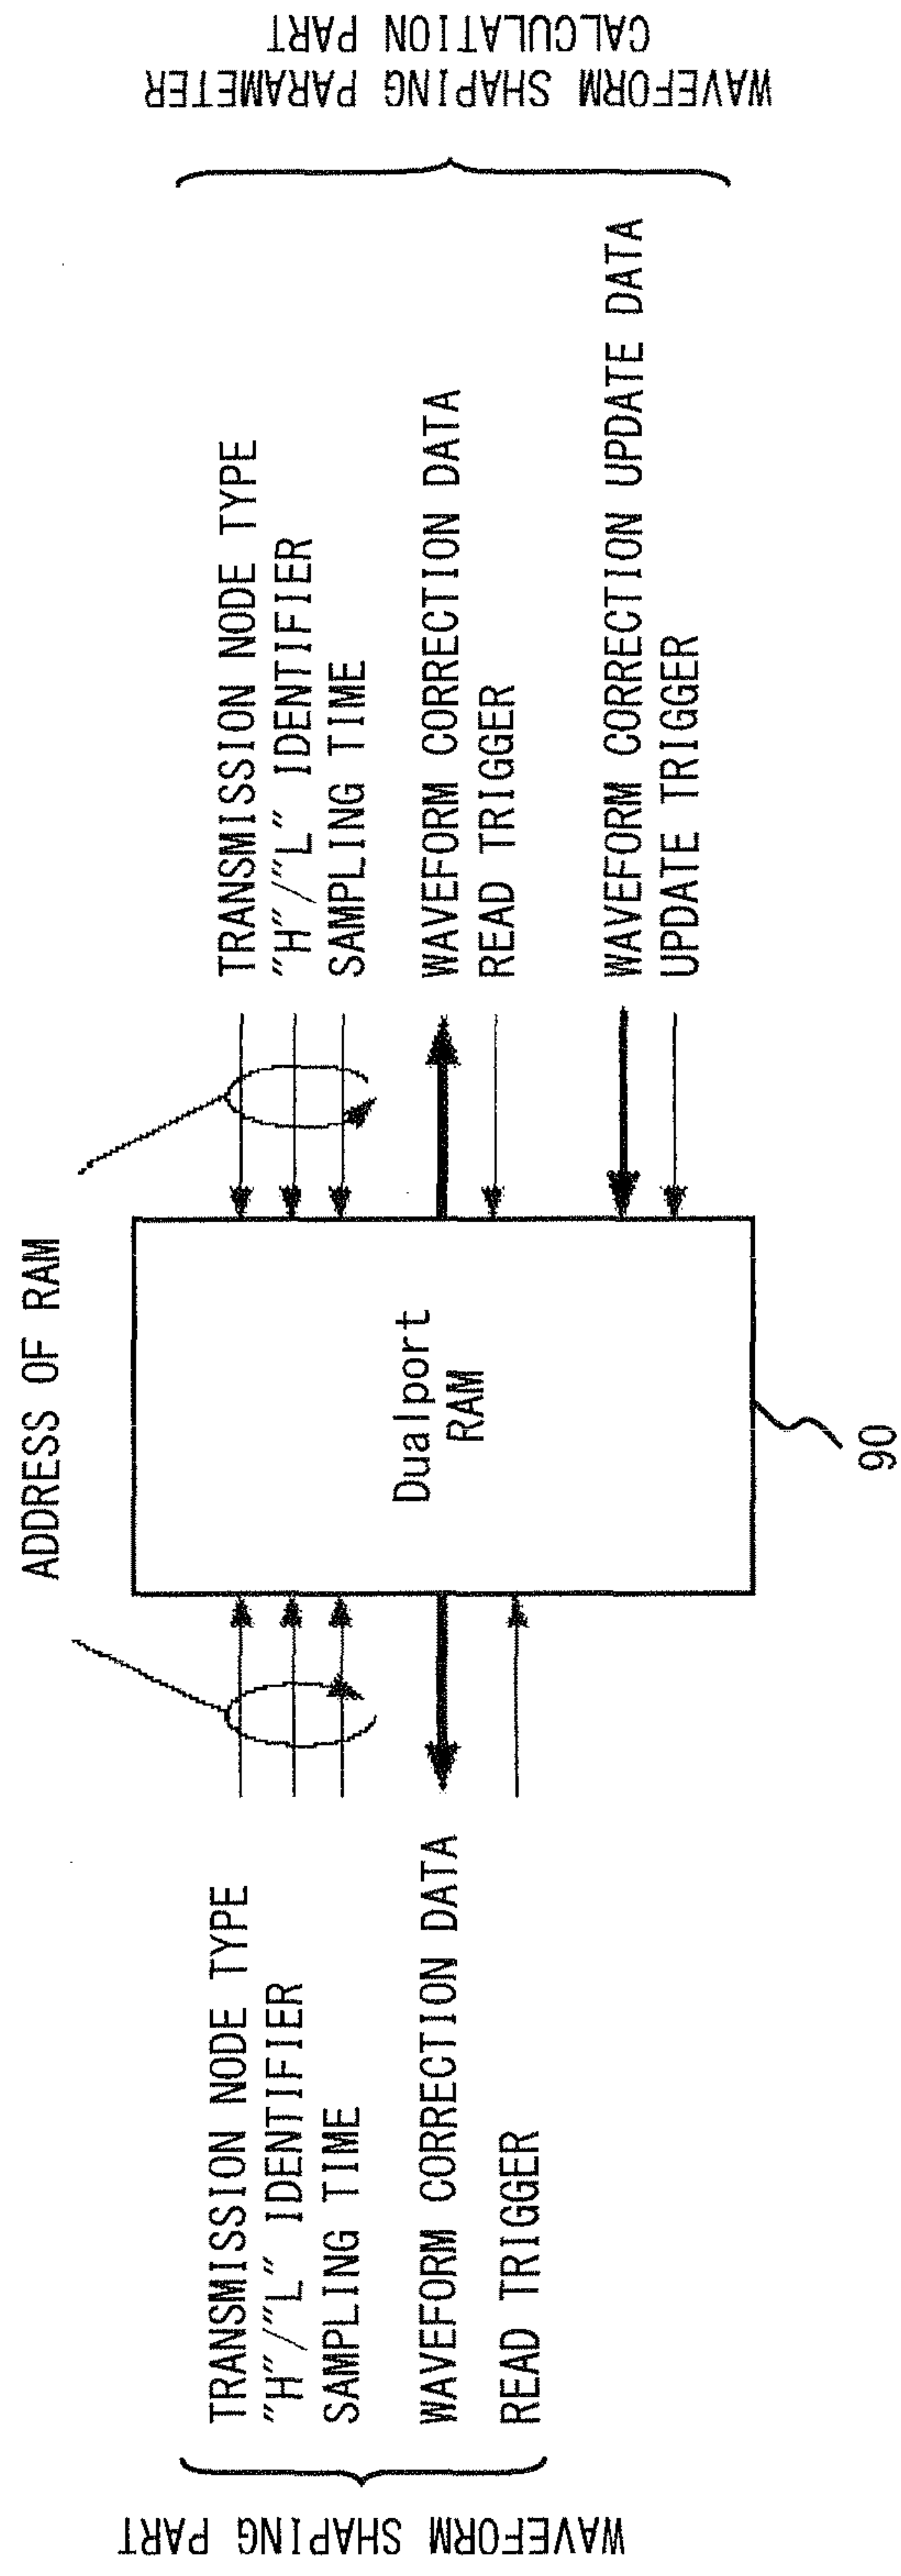 ADDRESS OF RAM
WAVEFORM SHAPING PART
TRANSMISSION NODE TYPE
"H"/"L" IDENTIFIER
SAMPLING TIME
WAVEFORM CORRECTION DATA
READ TRIGGER
Dualport
RAM
90
TRANSMISSION NODE TYPE
"H"/"L" IDENTIFIER
SAMPLING TIME
WAVEFORM CORRECTION DATA
READ TRIGGER
WAVEFORM CORRECTION UPDATE DATA
UPDATE TRIGGER
WAVEFORM SHAPING PARAMETER
CALCULATION PART